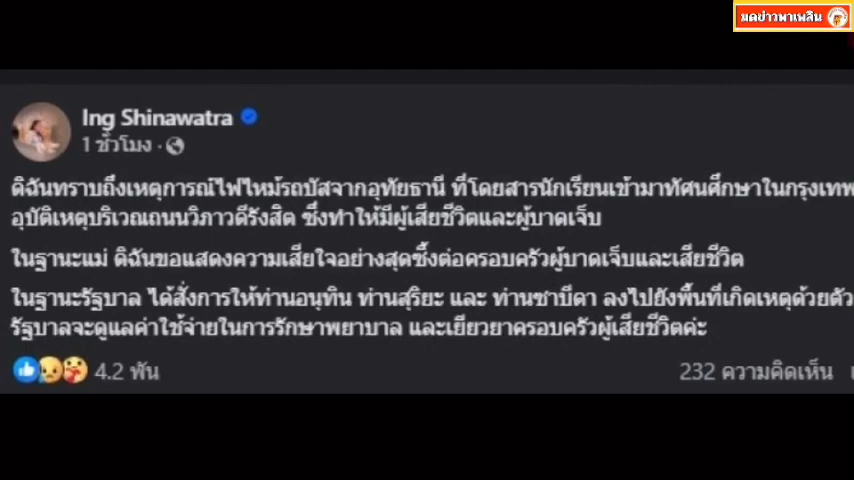 มดข่าวพาเพลิน
Ing Shinawatra
1 ชั่วโมง ·
ดิฉันทราบถึงเหตุการณ์ไฟไหม้รถบัสจากอุทัยธานี ที่โดยสารนักเรียนเข้ามาทัศนศึกษาในกรุงเทพ
อุบัติเหตุบริเวณถนนวิภาวดีรังสิต ซึ่งทำให้มีผู้เสียชีวิตและผู้บาดเจ็บ
ในฐานะแม่ ดิฉันขอแสดงความเสียใจอย่างสุดซึ้งต่อครอบครัวผู้บาดเจ็บและเสียชีวิต
ในฐานะรัฐบาล ได้สั่งการให้ท่านอนุทิน ท่านสุริยะ และ ท่านซาบีดา ลงไปยังพื้นที่เกิดเหตุด้วยตัว
รัฐบาลจะดูแลค่าใช้จ่ายในการรักษาพยาบาล และเยียวยาครอบครัวผู้เสียชีวิตค่ะ
4.2 พัน
232 ความคิดเห็น